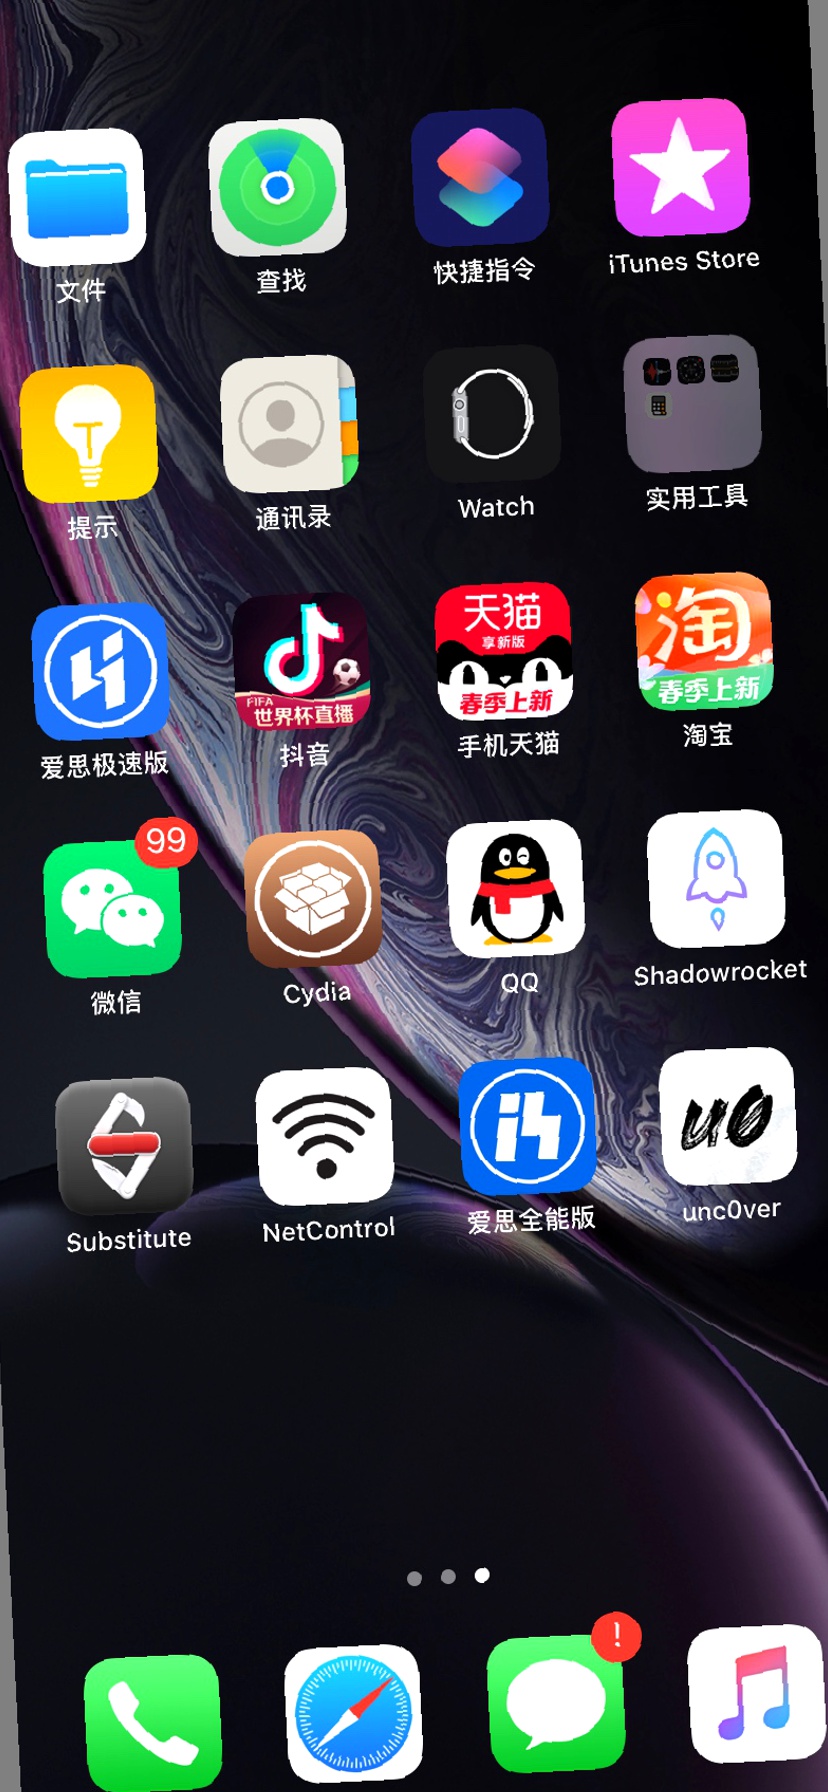 文件
查找
快捷指令
iTunes Store
提示
通讯录
Watch
实用工具
FIFA
世界杯直播
天猫
享新版
春季上新
淘
春季上新
爱思极速版
抖音
手机天猫
淘宝
99
微信
Cydia
QQ
Shadowrocket
u0
Substitute
NetControl
爱思全能版
unc0ver
!